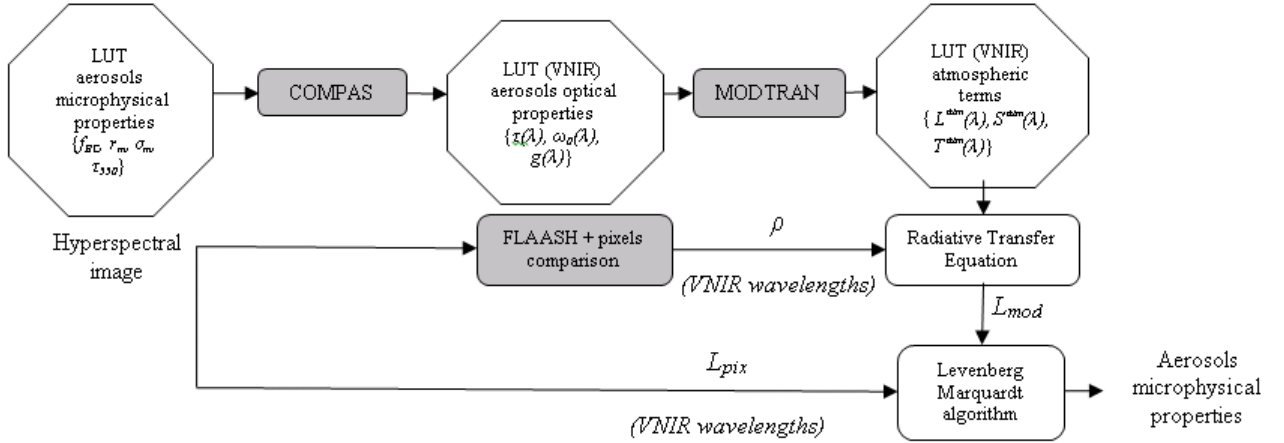 LUT
aerosols
microphysical
properties
{f_BC, r_m, σ_m,
τ_550}
COMPAS
LUT (VNIR)
aerosols optical
properties
{τ(λ), ω_0(λ),
g(λ)}
MODTRAN
LUT (VNIR)
atmospheric
terms
{ L^atm(λ), S^atm(λ),
T^atm(λ)}
Hyperspectral
image
FLAASH + pixels
comparison
ρ
(VNIR wavelengths)
Radiative Transfer
Equation
L_mod
L_pix
(VNIR wavelengths)
Levenberg
Marquardt
algorithm
Aerosols
microphysical
properties